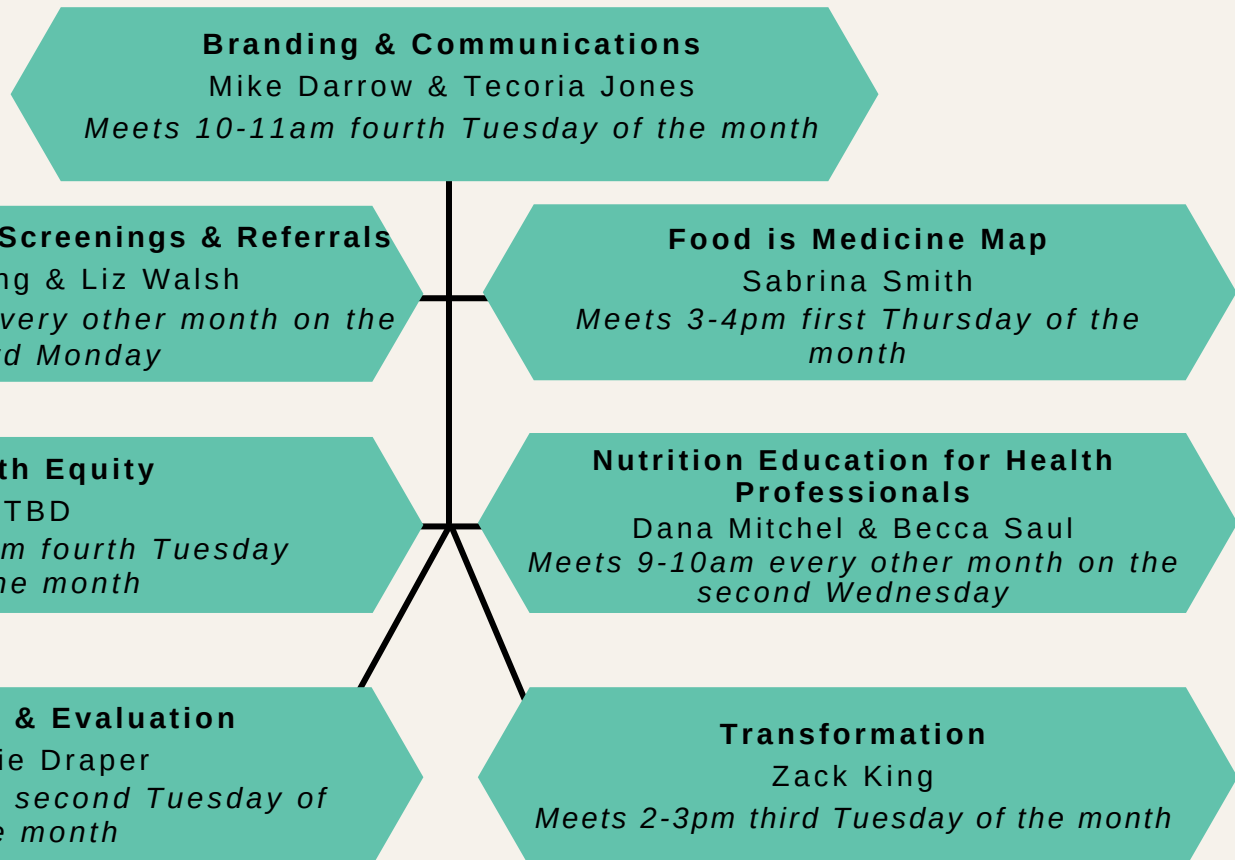 Branding & Communications
Mike Darrow & Tecoria Jones
Meets 10-11am fourth Tuesday of the month
Screenings & Referrals
& Liz Walsh
other month on the
Monday
Food is Medicine Map
Sabrina Smith
Meets 3-4pm first Thursday of the
month
Equity
TBD
fourth Tuesday
month
Nutrition Education for Health
Professionals
Dana Mitchel & Becca Saul
Meets 9-10am every other month on the
second Wednesday
& Evaluation
Draper
second Tuesday of
month
Transformation
Zack King
Meets 2-3pm third Tuesday of the month